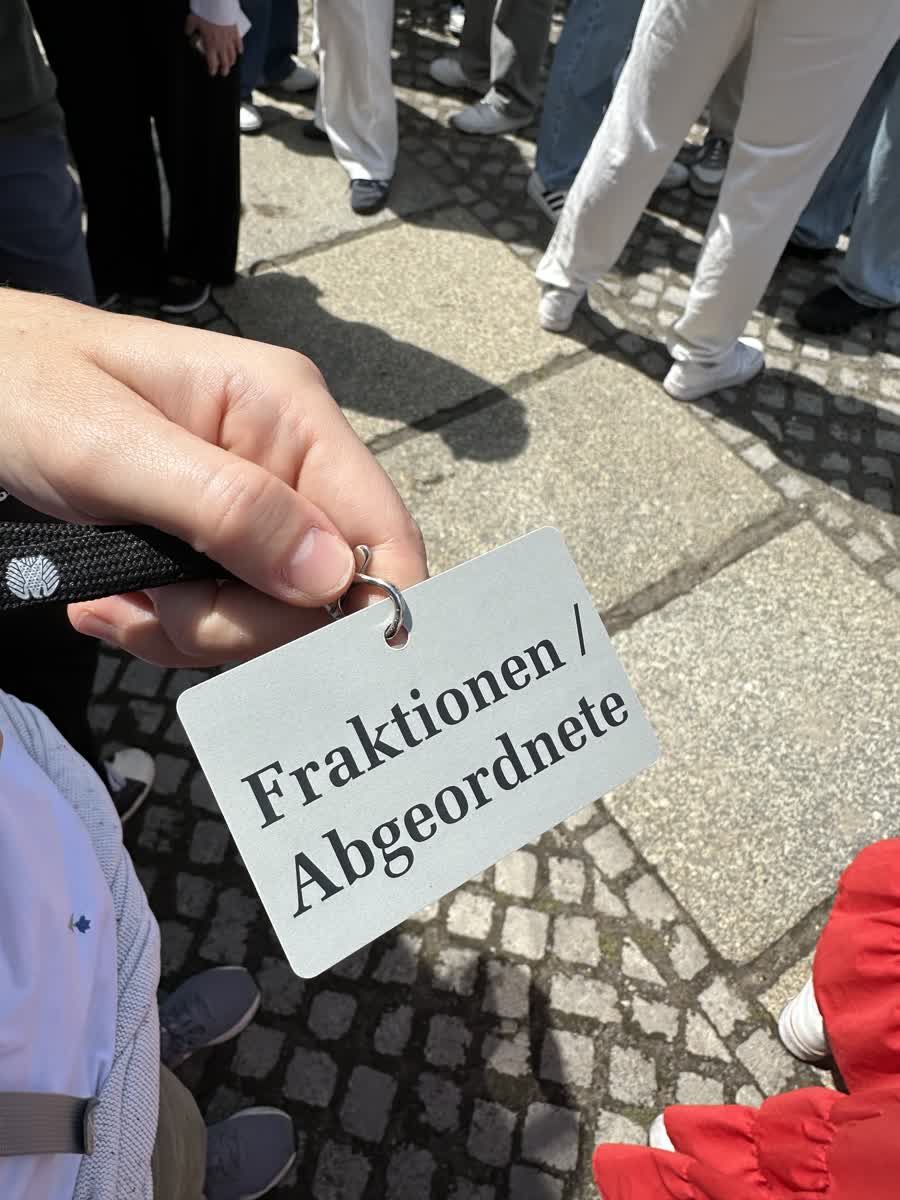 Fraktionen /
Abgeordnete